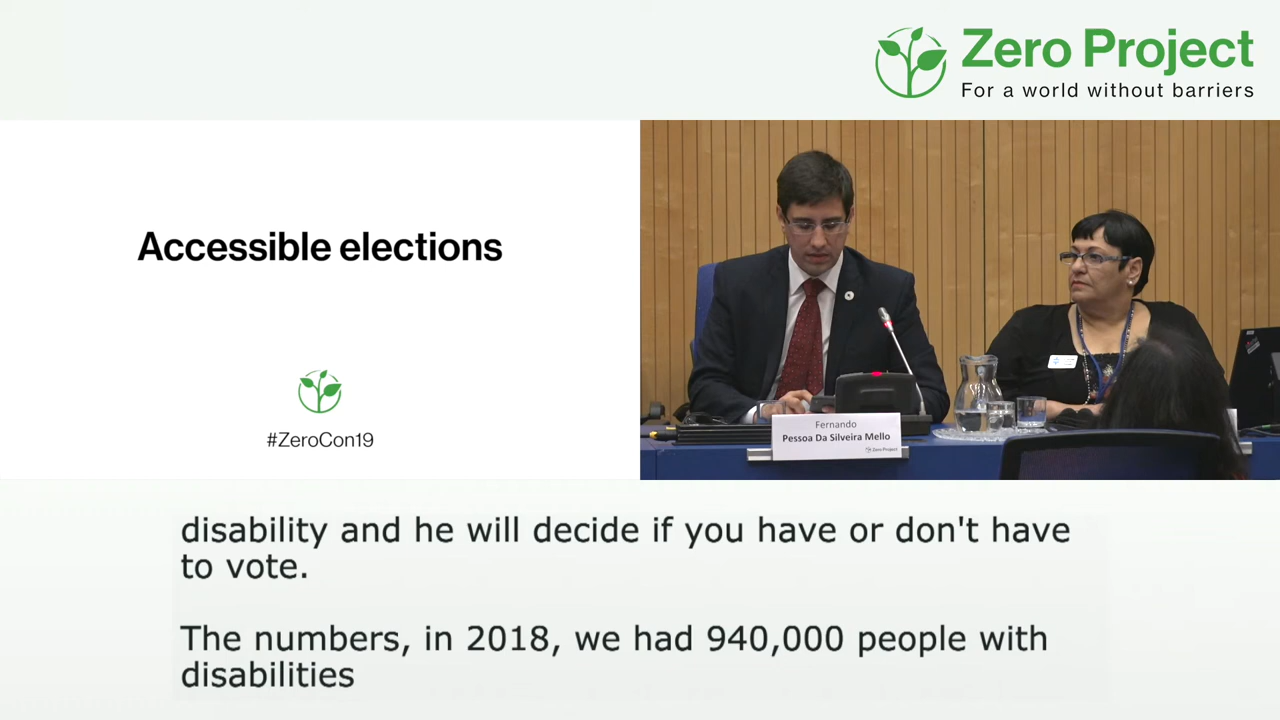 Zero Project
For a world without barriers
Accessible elections
#ZeroCon19
Fernando
Pessoa Da Silveira Mello
Zero Project
disability and he will decide if you have or don't have
to vote.
The numbers, in 2018, we had 940,000 people with
disabilities